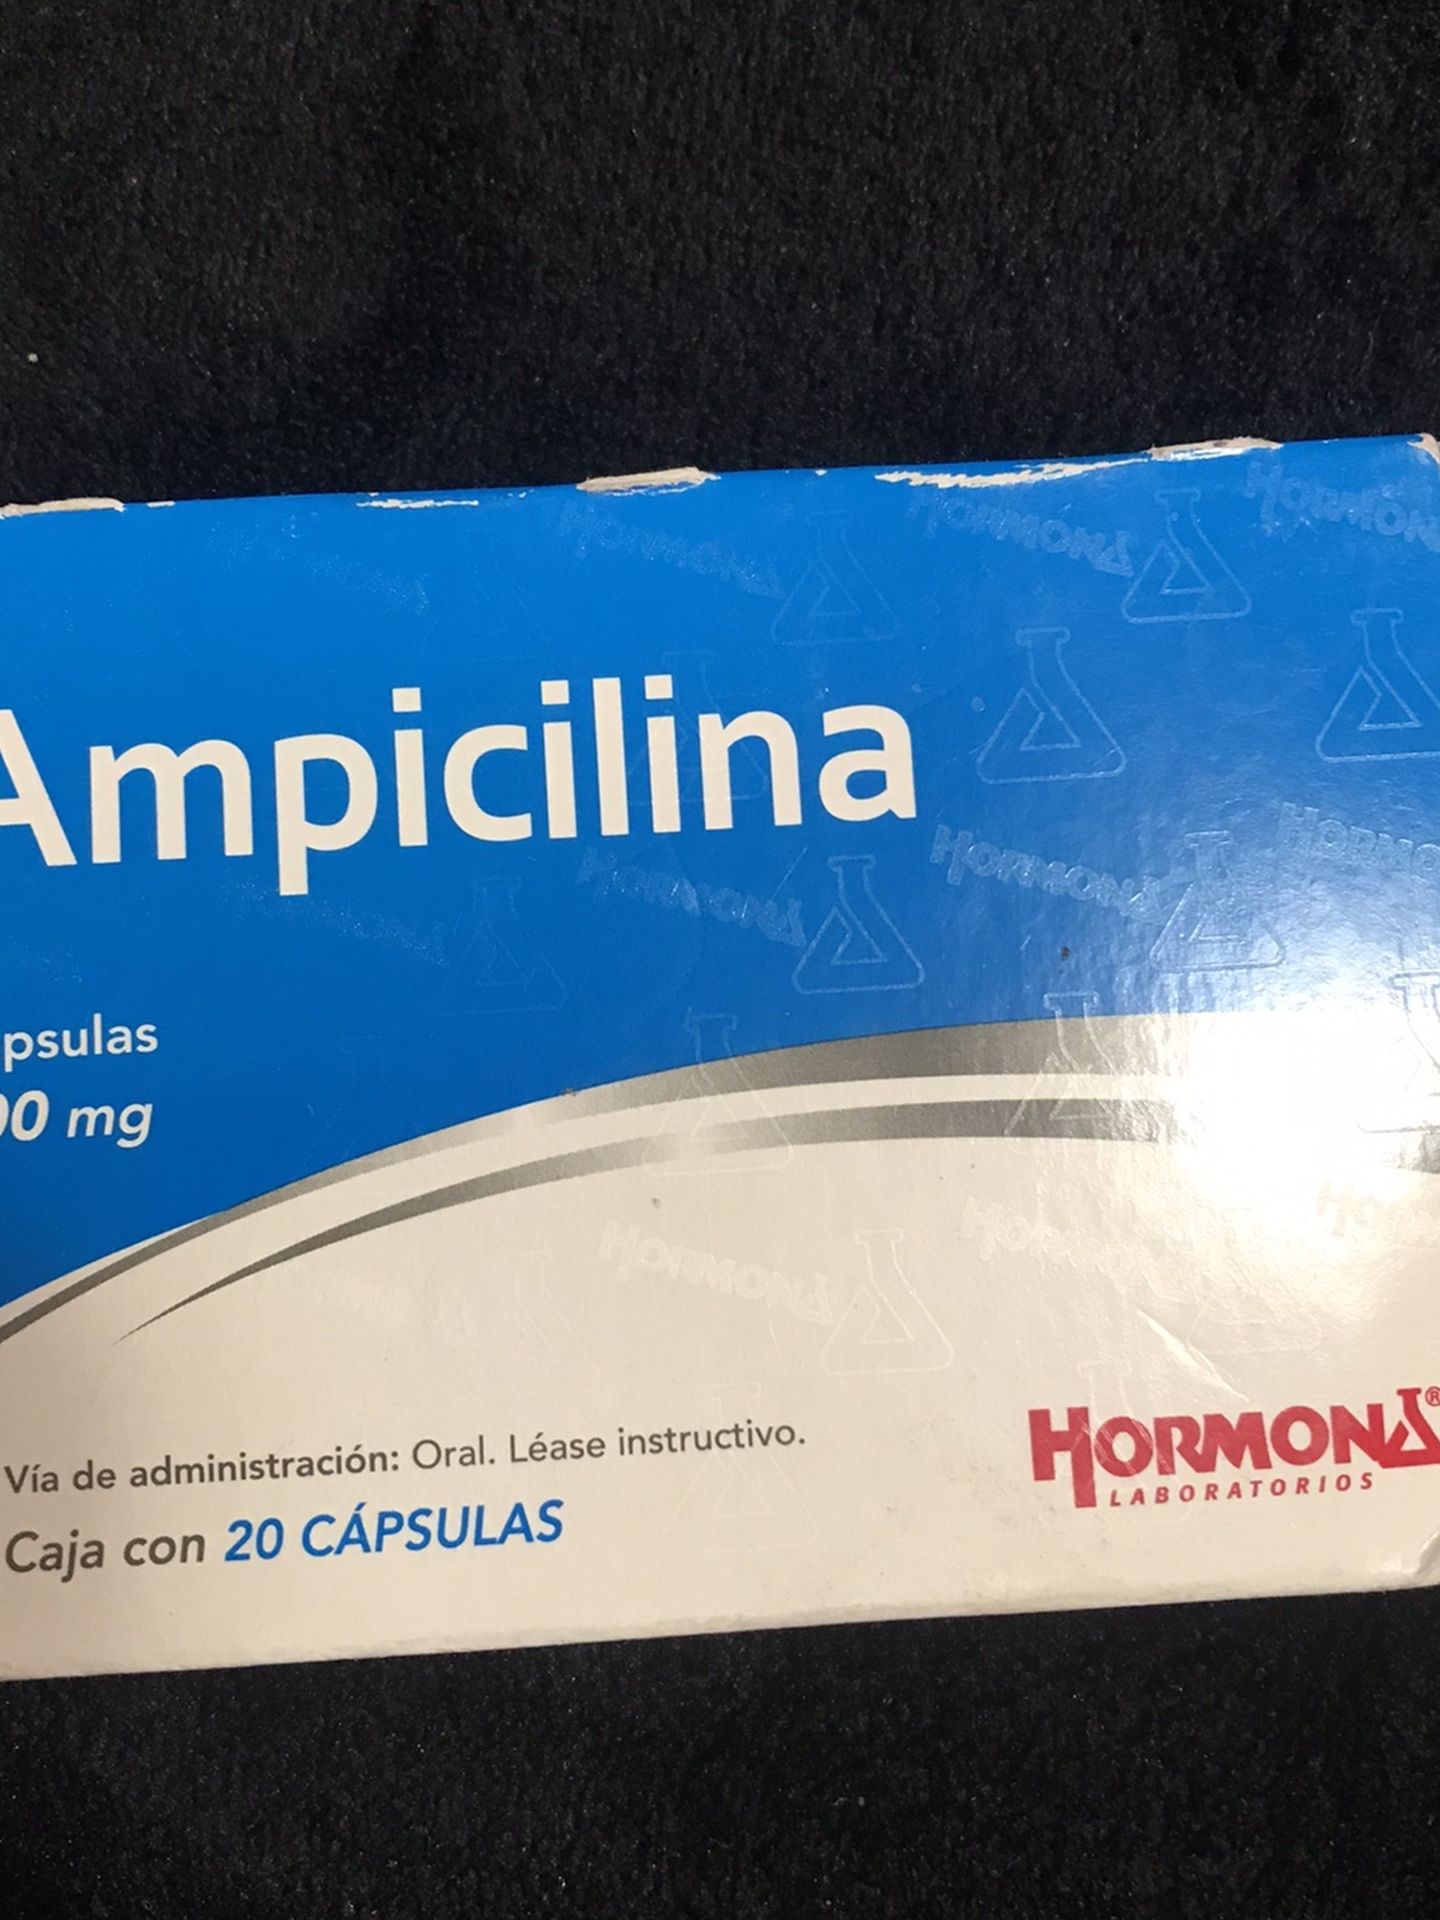 Ampicilina
psulas
00 mg
Vía de administración: Oral. Léase instructivo.
Caja con 20 CÁPSULAS
HORMONA®
LABORATORIOS